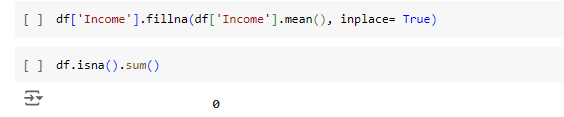 [ ] df['Income'].fillna(df['Income'].mean(), inplace= True)
[ ] df.isna().sum()
0